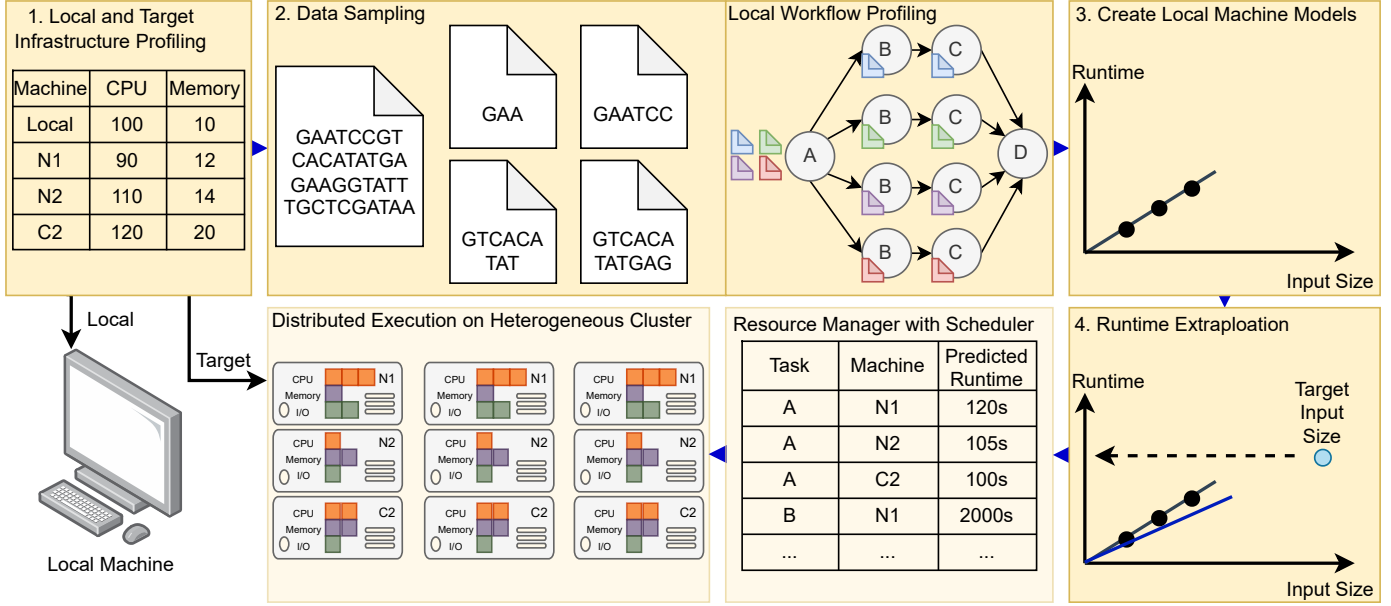 1. Local and Target
Infrastructure Profiling
Machine CPU Memory
Local 100 10
N1 90 12
N2 110 14
C2 120 20
2. Data Sampling
GAATCCGT
CACATATGA
GAAGGTATT
TGCTCGATAA
GAA
GAATCC
GTCACA
TAT
GTCACA
TATGAG
Local Workflow Profiling
A
B C
B C
B C
B C
D
3. Create Local Machine Models
Runtime
Input Size
Local
Target
Local Machine
Distributed Execution on Heterogeneous Cluster
CPU N1
Memory
I/O
CPU N1
Memory
I/O
CPU N1
Memory
I/O
CPU N2
Memory
I/O
CPU N2
Memory
I/O
CPU N2
Memory
I/O
CPU C2
Memory
I/O
CPU C2
Memory
I/O
CPU C2
Memory
I/O
Resource Manager with Scheduler
Task Machine Predicted
Runtime
A N1 120s
A N2 105s
A C2 100s
B N1 2000s
... ... ...
4. Runtime Extraploation
Runtime
Target
Input
Size
Input Size